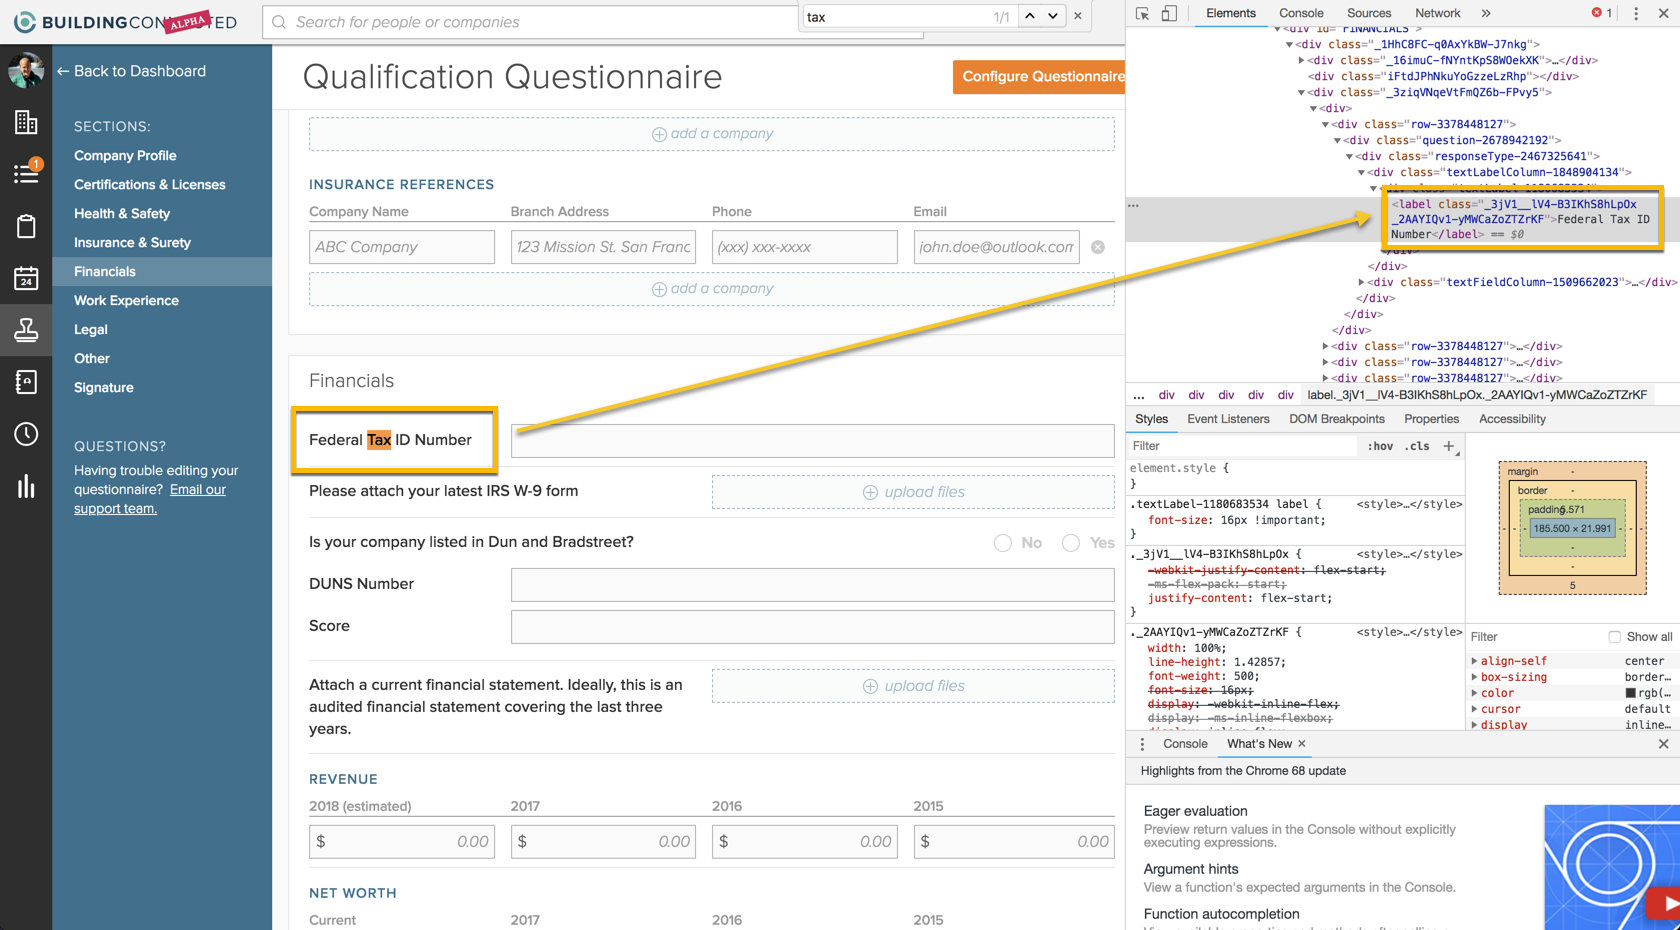 BUILDINGCONNECTED
ALPHA
Search for people or companies
tax
1/1
Back to Dashboard
1
24
SECTIONS:
Company Profile
Certifications & Licenses
Health & Safety
Insurance & Surety
Financials
Work Experience
Legal
Other
Signature
QUESTIONS?
Having trouble editing your
questionnaire? Email our
support team.
Qualification Questionnaire
Configure Questionnaire
add a company
INSURANCE REFERENCES
Company Name Branch Address Phone Email
ABC Company 123 Mission St. San Franc (xxx) xxx-xxxx john.doe@outlook.com
add a company
Financials
Federal Tax ID Number
Please attach your latest IRS W-9 form
upload files
Is your company listed in Dun and Bradstreet?
No Yes
DUNS Number
Score
Attach a current financial statement. Ideally, this is an
audited financial statement covering the last three
years.
upload files
REVENUE
2018 (estimated) 2017 2016 2015
$ 0.00 $ 0.00 $ 0.00 $ 0.00
NET WORTH
Current 2017 2016 2015
Elements Console Sources Network » 1
<div id="FINANCIALS">
<div class="_1HhC8FC-q0AxYkBW-J7nkg">
<div class="_16imuC-fNYntKpS8WOekXK">…</div>
<div class="iFtdJPhNkuYoGzzeLzRhp"></div>
<div class="_3ziqVNqeVtFmQZ6b-FPvy5">
<div>
<div class="row-3378448127">
<div class="question-2678942192">
<div class="responseType-2467325641">
<div class="textLabelColumn-1848904134">
<div class="textLabel-1180683534">
<label class="_3jV1__lV4-B3IKhS8hLpOx
_2AAYIQv1-yMWCaZoZTZrKF">Federal Tax ID
Number</label> == $0
</div>
</div>
<div class="textFieldColumn-1509662023">…</div>
</div>
</div>
</div>
<div class="row-3378448127">…</div>
<div class="row-3378448127">…</div>
<div class="row-3378448127">…</div>
... div div div div div label._3jV1__lV4-B3IKhS8hLpOx._2AAYIQv1-yMWCaZoZTZrKF
Styles Event Listeners DOM Breakpoints Properties Accessibility
Filter :hov .cls +
element.style {
}
.textLabel-1180683534 label { <style>…</style>
font-size: 16px !important;
}
._3jV1__lV4-B3IKhS8hLpOx { <style>…</style>
-webkit-justify-content: flex-start;
-ms-flex-pack: start;
justify-content: flex-start;
}
._2AAYIQv1-yMWCaZoZTZrKF { <style>…</style>
width: 100%;
line-height: 1.42857;
font-weight: 500;
font-size: 16px;
display: -webkit-inline-flex;
display: -ms-inline-flexbox;
margin -
border -
padding 5.571
185.500 × 21.991
5
Filter Show all
align-self center
box-sizing border…
color rgb(…
cursor default
display inline…
Console What's New ×
Highlights from the Chrome 68 update
Eager evaluation
Preview return values in the Console without explicitly
executing expressions.
Argument hints
View a function's expected arguments in the Console.
Function autocompletion